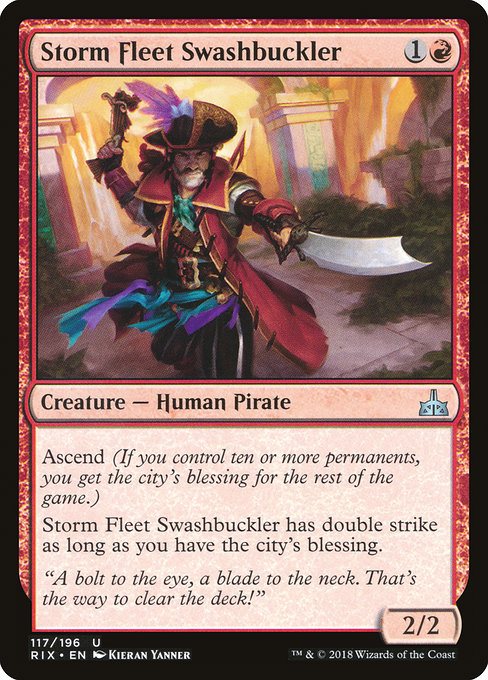 Storm Fleet Swashbuckler 1
Creature — Human Pirate
Ascend (If you control ten or more permanents,
you get the city's blessing for the rest of the
game.)
Storm Fleet Swashbuckler has double strike
as long as you have the city's blessing.
"A bolt to the eye, a blade to the neck. That's
the way to clear the deck!"
2/2
117/196 U
RIX • EN Kieran Yanner
™ & © 2018 Wizards of the Coast